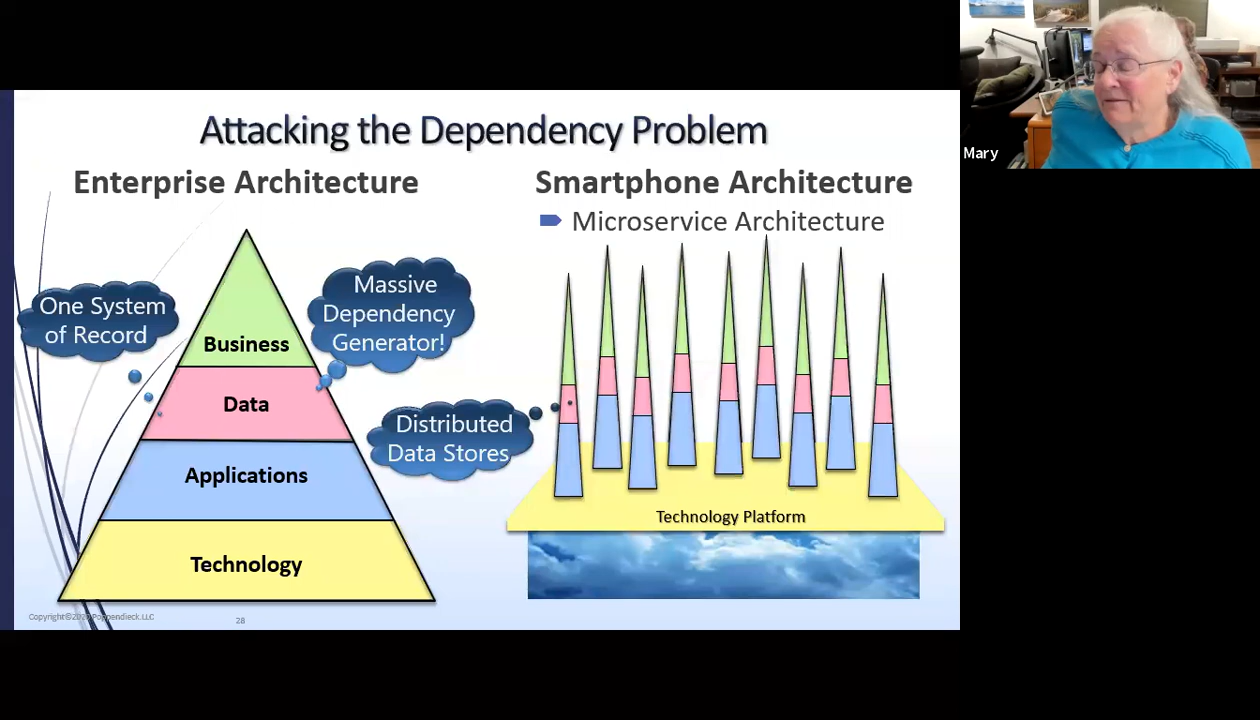 Attacking the Dependency Problem
Enterprise Architecture
One System
of Record
Massive
Dependency
Generator!
Business
Data
Applications
Technology
Smartphone Architecture
Microservice Architecture
Distributed
Data Stores
Technology Platform
28
Mary